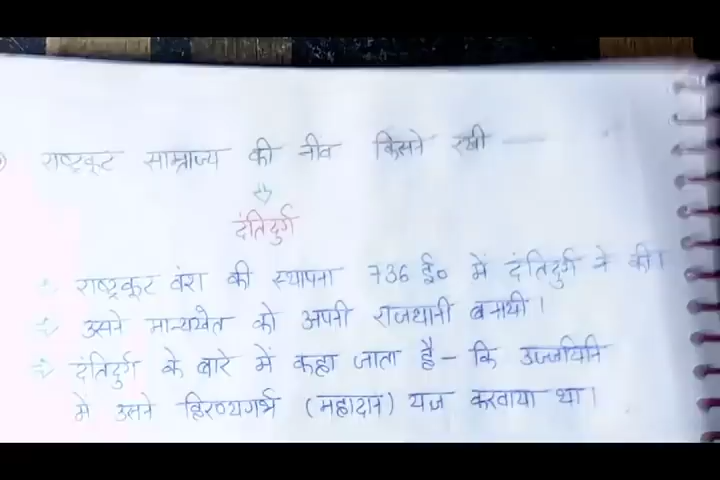 राष्ट्रकूट साम्राज्य की नीव किसने रखी
दंतिदुर्ग
राष्ट्रकूट वंश की स्थापना 736 ई० में दंतिदुर्ग ने की।
उसने मान्यखेत को अपनी राजधानी बनायी।
दंतिदुर्ग के बारे में कहा जाता है - कि उज्जयिनि
मे उसने हिरण्यगर्भ (महादान) यज्ञ करवाया था।